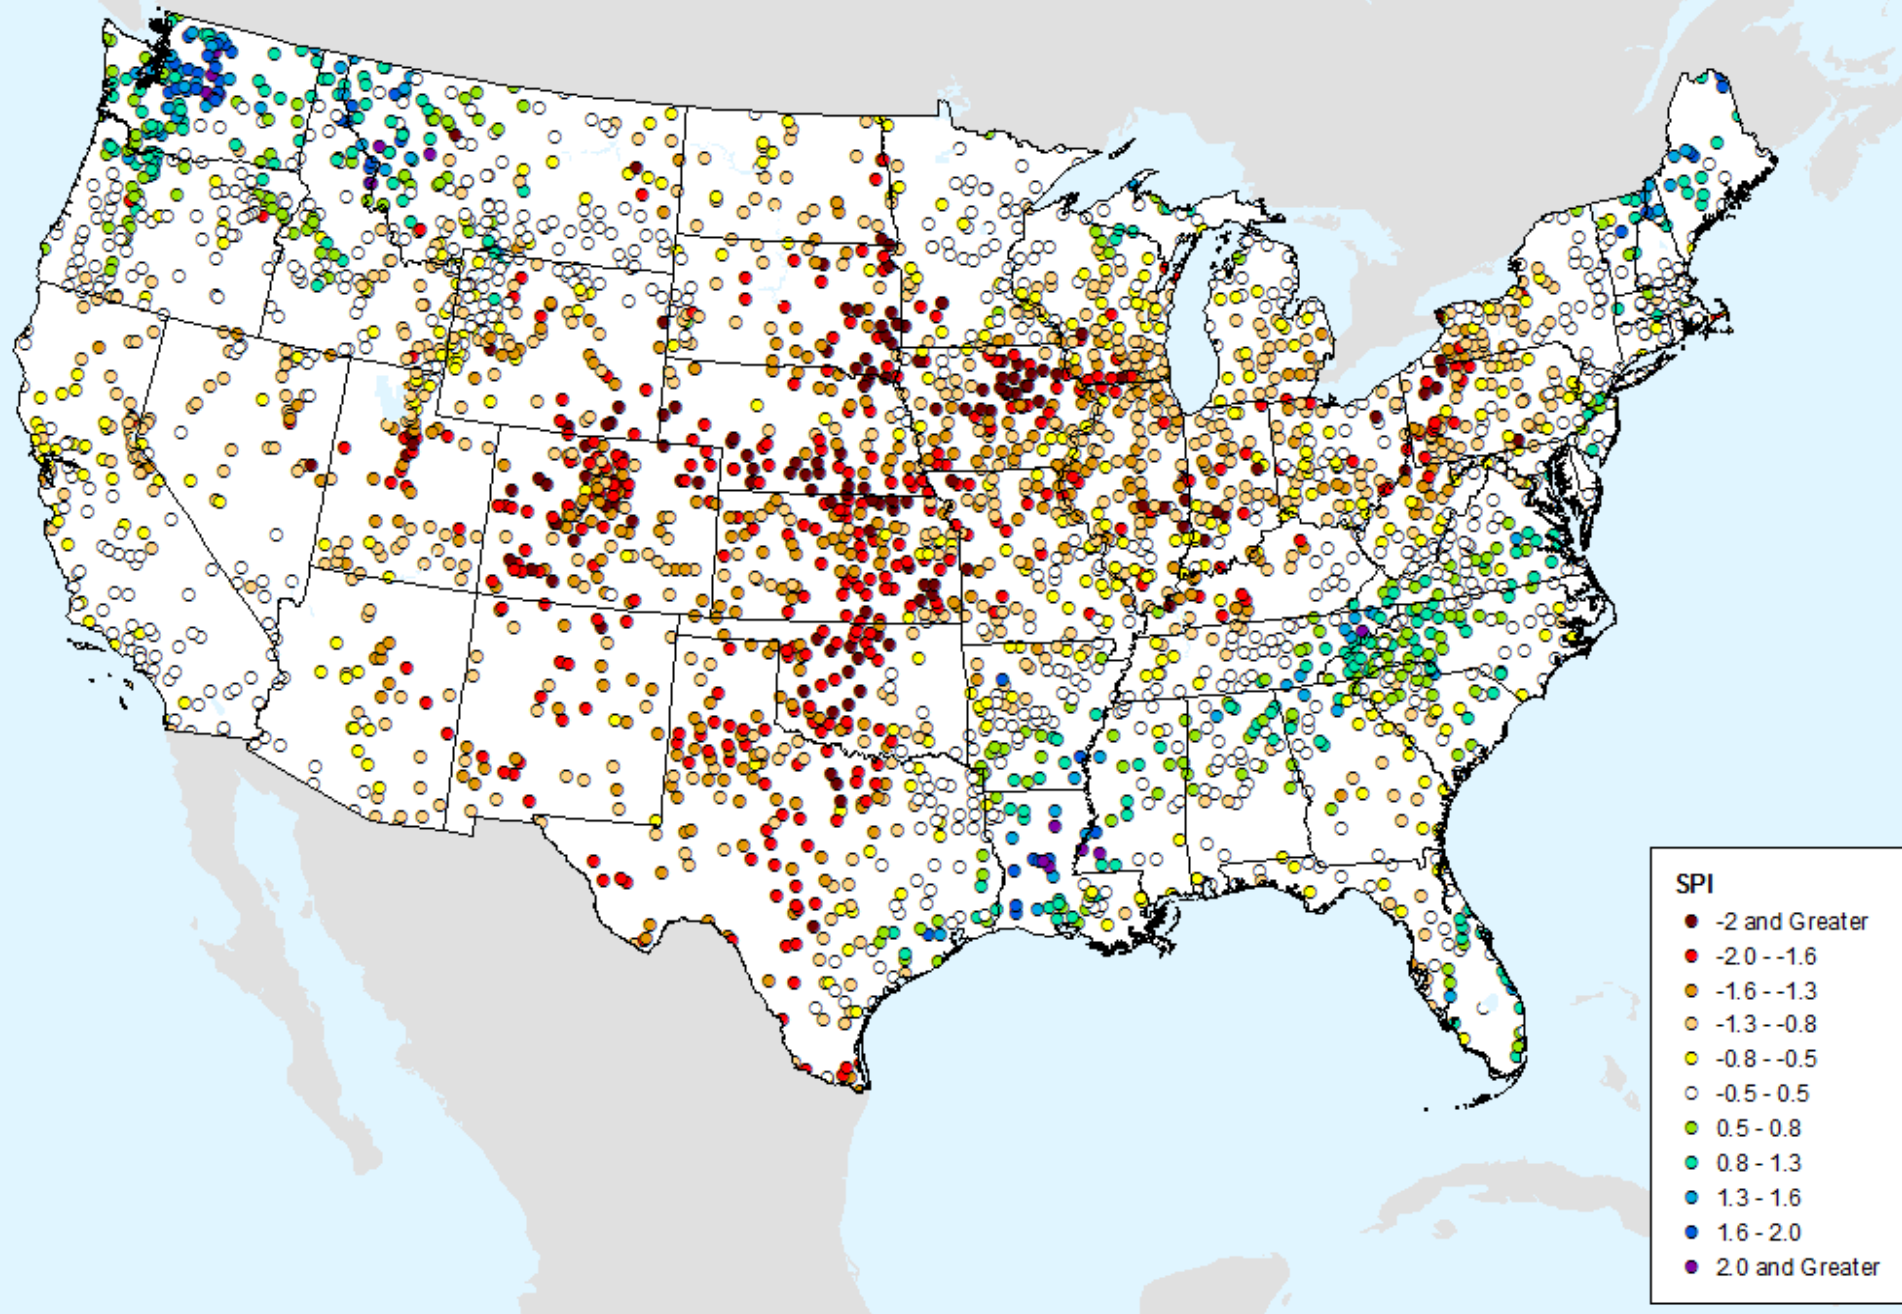 SPI
-2 and Greater
-2.0 - -1.6
-1.6 - -1.3
-1.3 - -0.8
-0.8 - -0.5
-0.5 - 0.5
0.5 - 0.8
0.8 - 1.3
1.3 - 1.6
1.6 - 2.0
2.0 and Greater